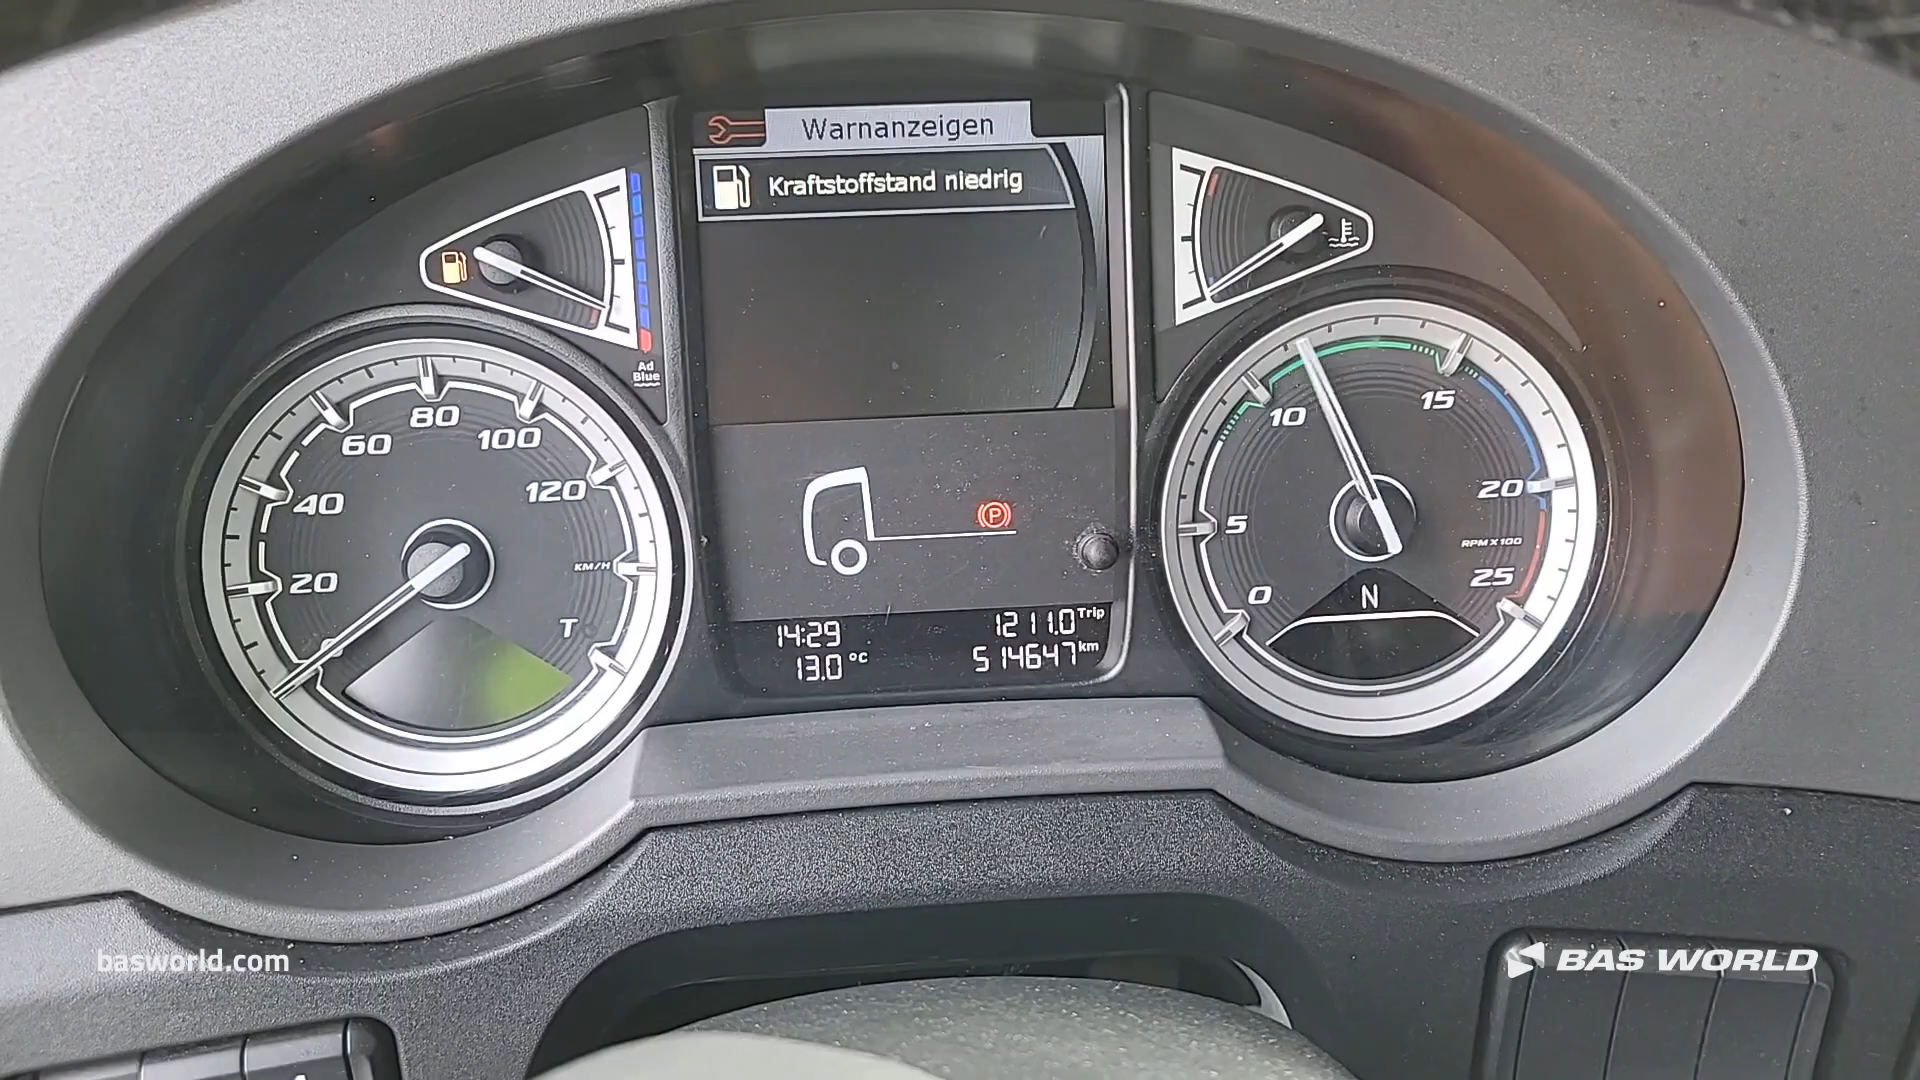 Warnanzeigen
Kraftstoffstand niedrig
Ad
Blue
0
20
40
60
80
100
120
KM/H
T
P
14:29
13.0 °C
1211.0 Trip
514647 km
0
5
10
15
20
25
RPM X 100
N
basworld.com
BAS WORLD